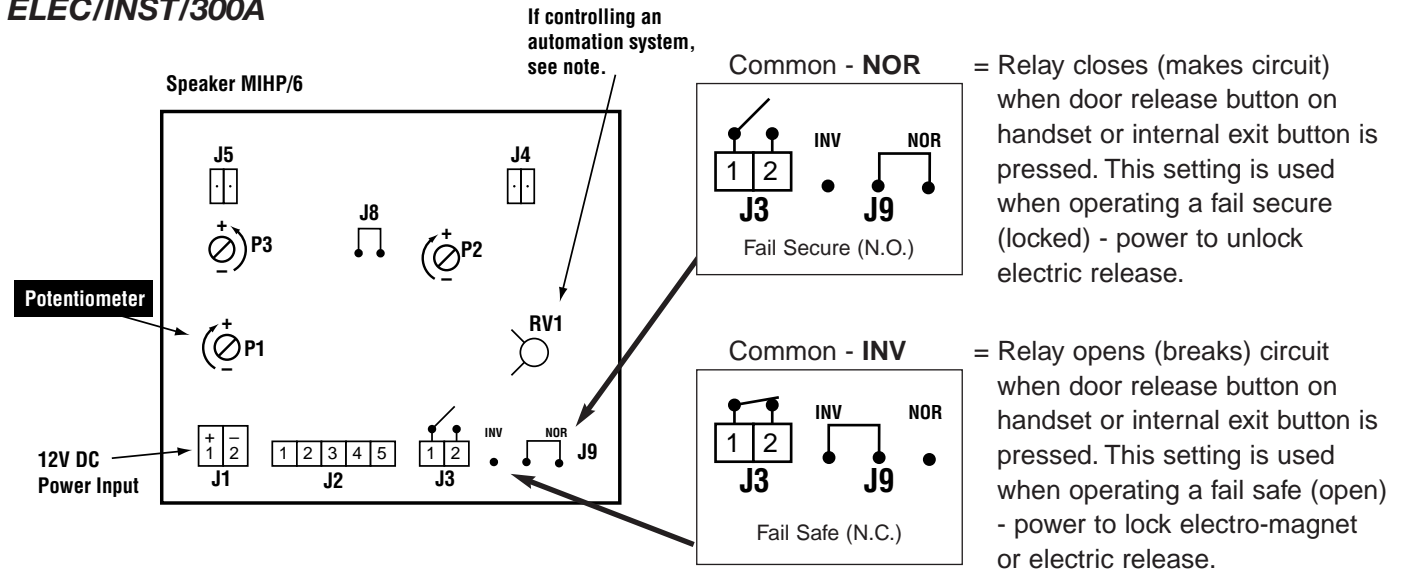 ELEC/INST/300A
If controlling an
automation system,
see note.
Speaker MIHP/6
J5
J4
J8
+
P3
–
+
P2
–
Potentiometer
+
P1
–
RV1
12V DC
Power Input
+ –
1 2
J1
1 2 3 4 5
J2
1 2
J3
INV
NOR
J9
Common - NOR
1 2
INV
NOR
J3
J9
Fail Secure (N.O.)
= Relay closes (makes circuit)
when door release button on
handset or internal exit button is
pressed. This setting is used
when operating a fail secure
(locked) - power to unlock
electric release.
Common - INV
1 2
INV
NOR
J3
J9
Fail Safe (N.C.)
= Relay opens (breaks) circuit
when door release button on
handset or internal exit button is
pressed. This setting is used
when operating a fail safe (open)
- power to lock electro-magnet
or electric release.